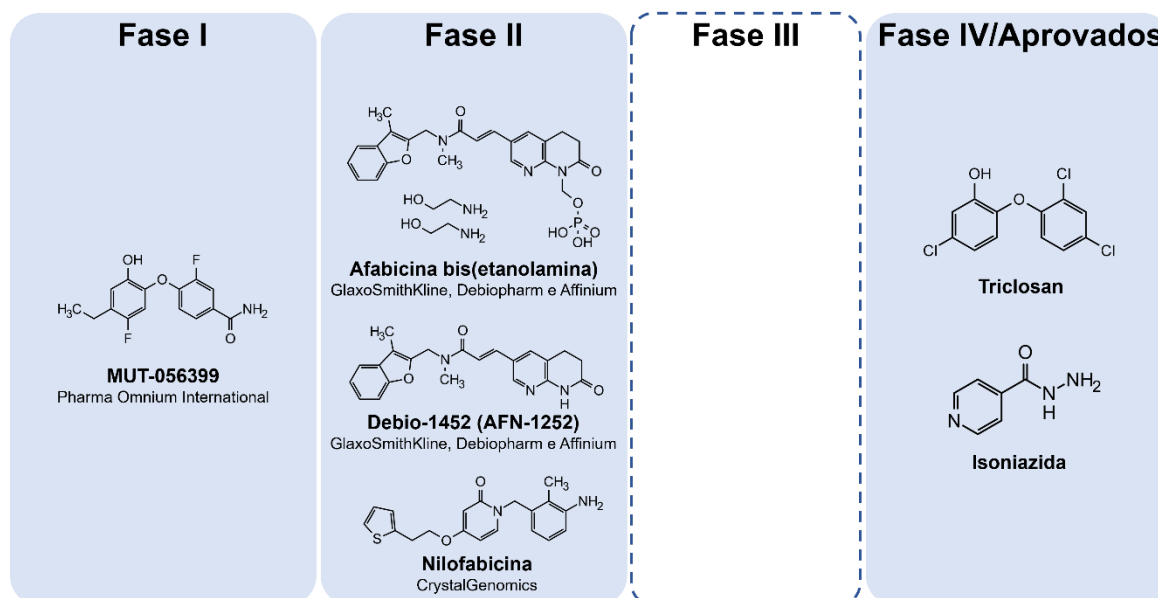 Fase I
Fase II
Fase III
Fase IV/Aprovados
OH
F
O
H₃C
F
NH₂
O
MUT-056399
Pharma Omnium International
H₃C
O
N
CH₃
O
N
N
O
HO
NH₂
HO
NH₂
O
HO
P
O
OH
Afabicina bis(etanolamina)
GlaxoSmithKline, Debiopharm e Affinium
H₃C
O
N
CH₃
O
N
N
H
O
Debio-1452 (AFN-1252)
GlaxoSmithKline, Debiopharm e Affinium
O
CH₃
NH₂
N
S
O
Nilofabicina
CrystalGenomics
OH
Cl
O
Cl
Cl
Triclosan
O
NH₂
N
H
N
Isoniazida